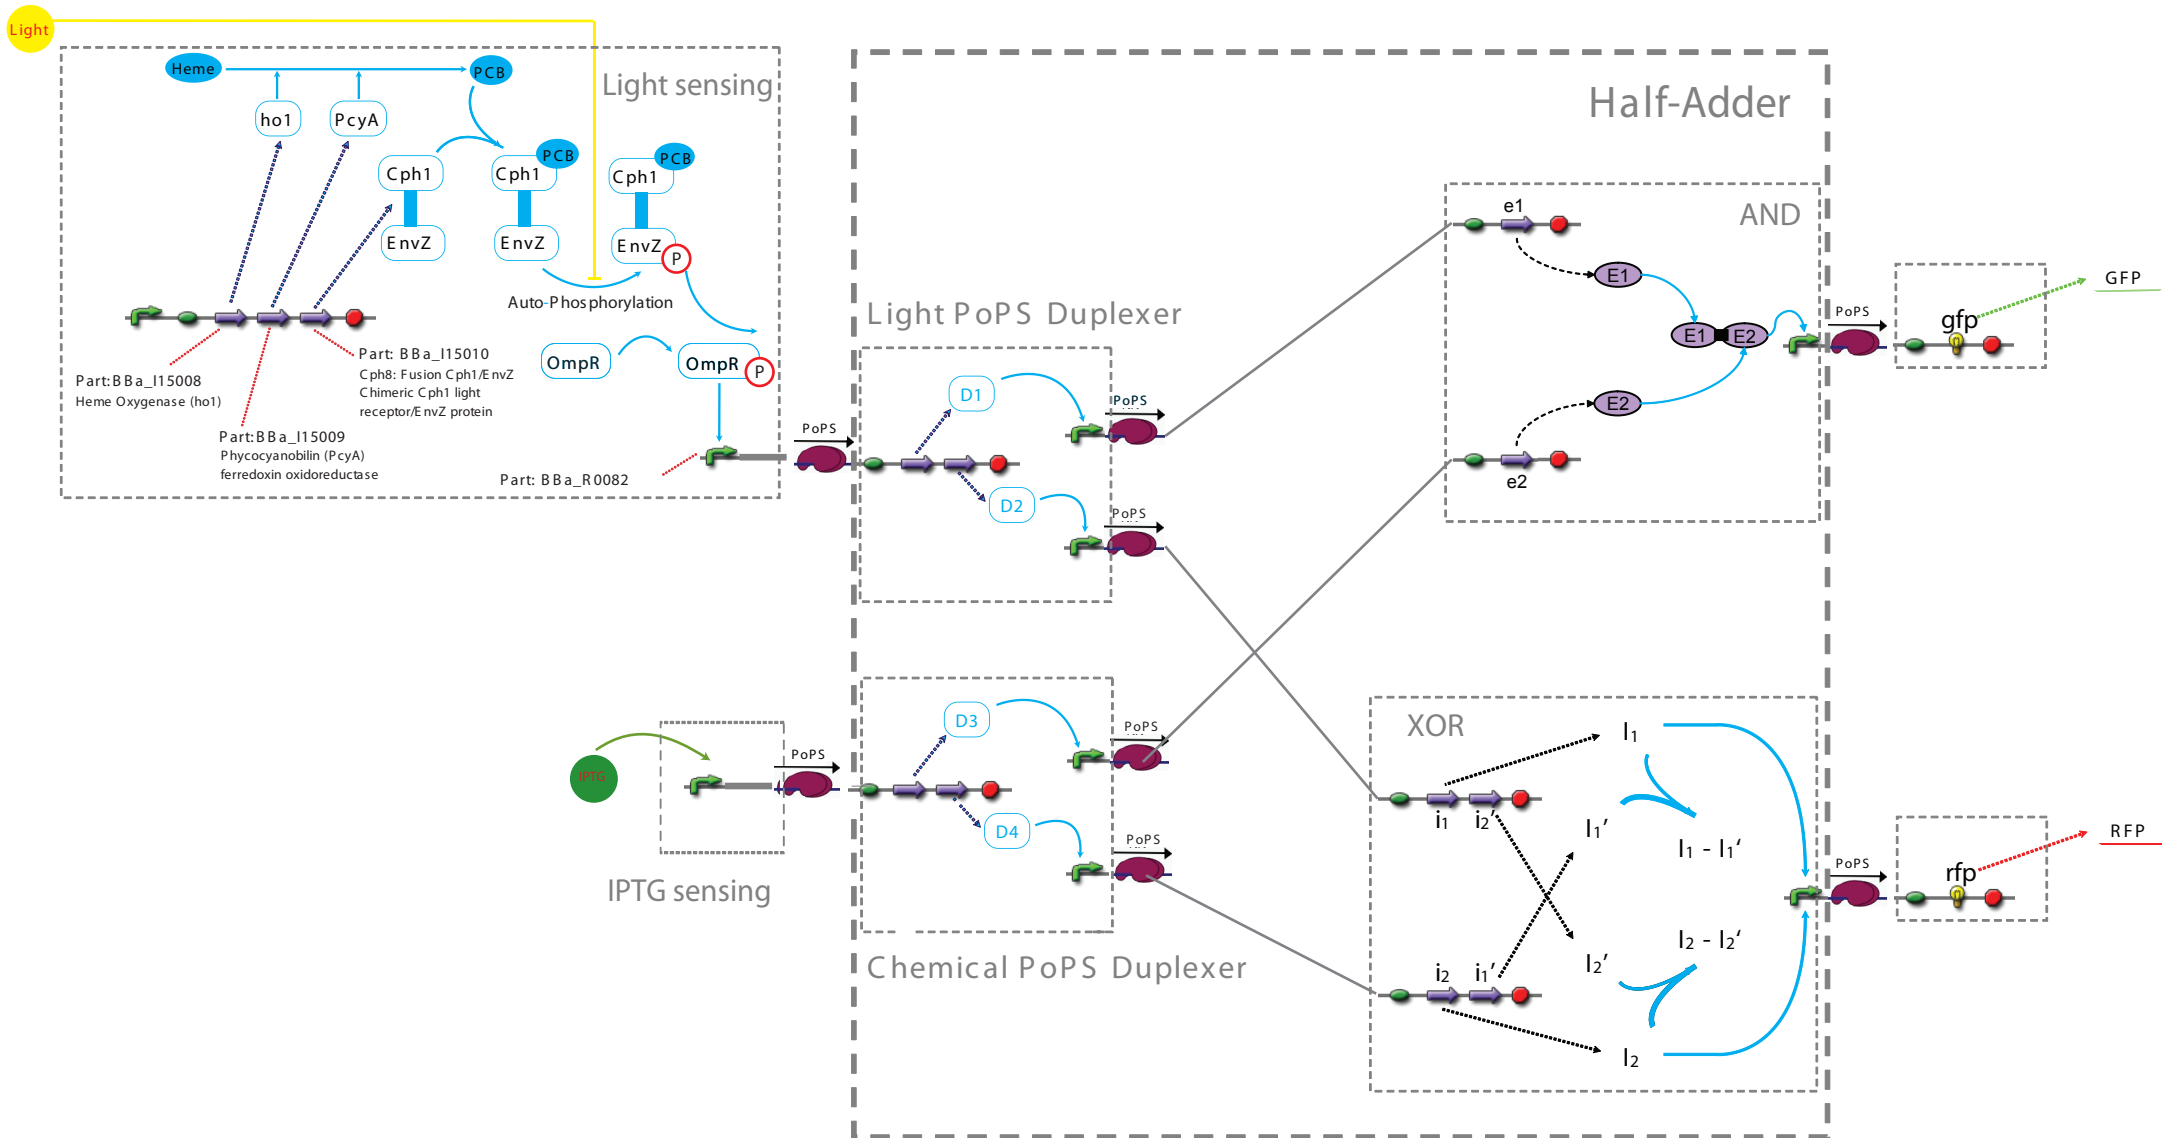 Light
Heme
PCB
Light sensing
ho1
PcyA
Cph1
EnvZ
Cph1
PCB
EnvZ
Cph1
PCB
EnvZ
P
Auto-Phosphorylation
OmpR
OmpR
P
Part:BBa_I15008
Heme Oxygenase (ho1)
Part:BBa_I15009
Phycocyanobilin (PcyA)
ferredoxin oxidoreductase
Part: BBa_I15010
Cph8: Fusion Cph1/EnvZ
Chimeric Cph1 light
receptor/EnvZ protein
Part: BBa_R0082
PoPS
Half-Adder
Light PoPS Duplexer
D1
D2
PoPS
PoPS
IPTG
IPTG sensing
PoPS
D3
D4
PoPS
PoPS
Chemical PoPS Duplexer
AND
e1
E1
E1
E2
E2
e2
PoPS
gfp
GFP
XOR
i1
i2'
i2
i1'
I1
I1'
I1 - I1'
I2 - I2'
I2'
I2
PoPS
rfp
RFP